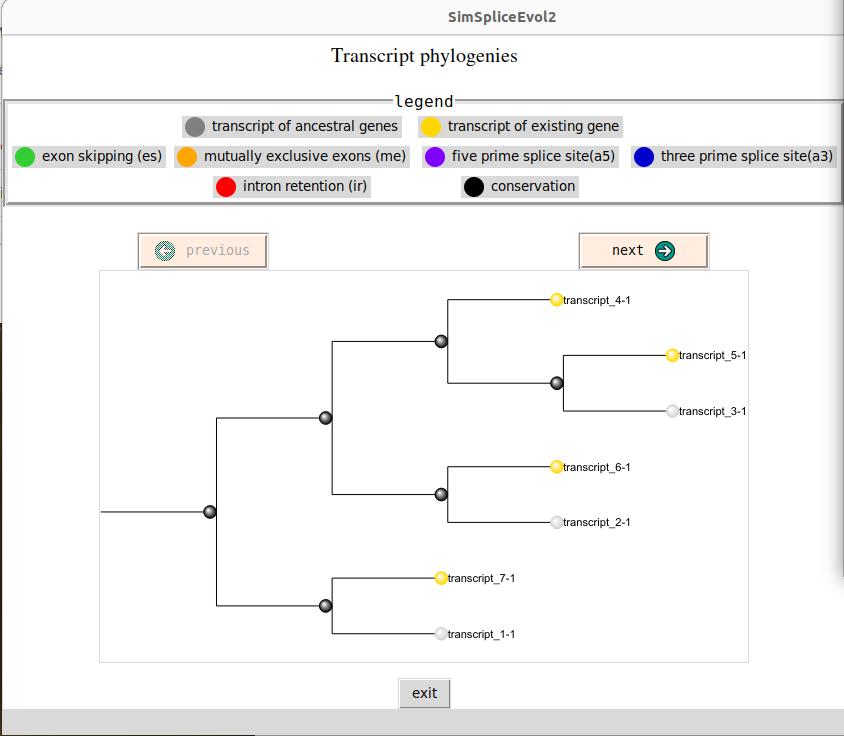 SimSpliceEvol2
Transcript phylogenies
legend
transcript of ancestral genes transcript of existing gene
exon skipping (es) mutually exclusive exons (me) five prime splice site(a5) three prime splice site(a3)
intron retention (ir) conservation
previous next
transcript_4-1
transcript_5-1
transcript_3-1
transcript_6-1
transcript_2-1
transcript_7-1
transcript_1-1
exit